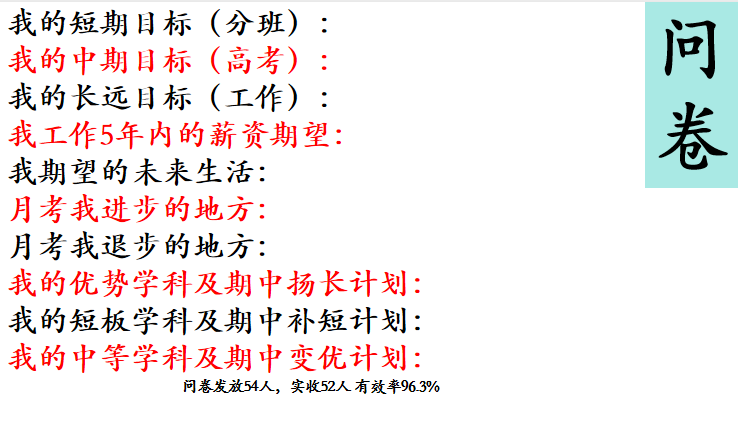 我的短期目标（分班）：
我的中期目标（高考）：
我的长远目标（工作）：
我工作5年内的薪资期望：
我期望的未来生活：
月考我进步的地方：
月考我退步的地方：
我的优势学科及期中扬长计划：
我的短板学科及期中补短计划：
我的中等学科及期中变优计划：
问卷发放54人，实收52人 有效率96.3%
问卷